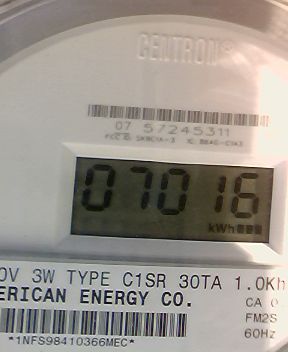 CENTRON®
07 57245311
07016
kWh
0V 3W TYPE C1SR 30TA 1.0Kh
ERICAN ENERGY CO.
CA 0
FM2S
60Hz
*1NFS98410366MEC*